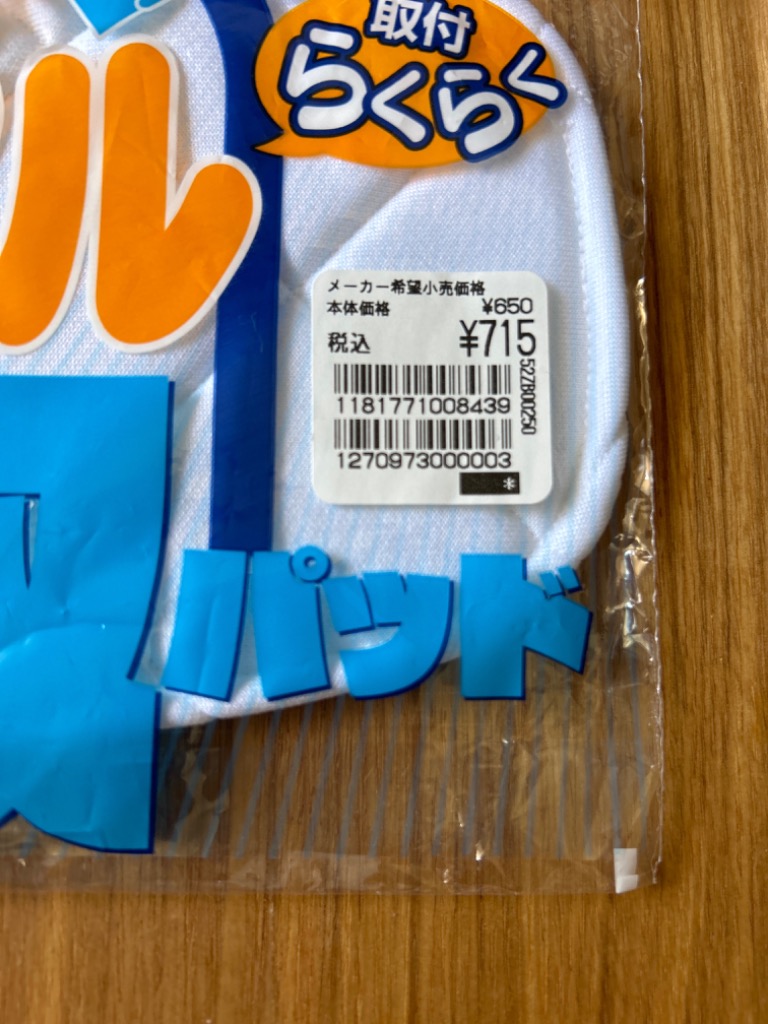 取付
らくらく
ル
メーカー希望小売価格
本体価格 ¥650
税込 ¥715
52ZB00250
1181771008439
1270973000003
*
パッド